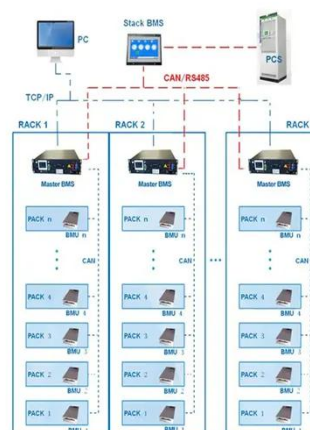 Stack BMS
PC
PCS
CAN/RS485
TCP/IP
RACK 1
RACK 2
RACK
Master BMS
Master BMS
Master BMS
PACK n
BMU n
PACK n
BMU n
PACK n
BMU n
CAN
CAN
CAN
PACK 4
BMU 4
PACK 4
BMU 4
PACK 4
BMU 4
PACK 3
BMU 3
PACK 3
BMU 3
PACK 3
BMU 3
PACK 2
BMU 2
PACK 2
BMU 2
PACK 2
BMU 2
PACK 1
PACK 1
PACK 1